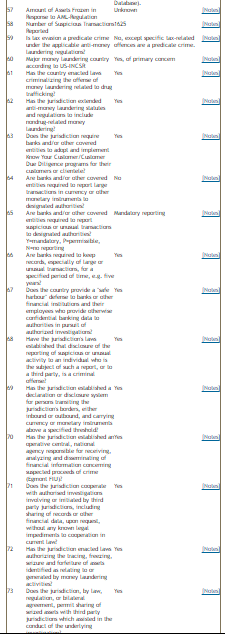 Database).
57 Amount of Assets Frozen in Unknown [Notes]
Response to AML-Regulation
58 Number of Suspicious Transactions 1625 [Notes]
59 Is tax evasion a predicate crime No, except specific tax-related [Notes]
under the applicable anti-money offences are a predicate crime.
laundering regulations?
60 Major money laundering country Yes, of primary concern [Notes]
according to US-INCSR
61 Has the country enacted laws Yes [Notes]
criminalizing the offense of
money laundering related to drug
trafficking?
62 Has the jurisdiction extended Yes [Notes]
anti-money laundering statutes
and regulations to include
nondrug-related money
laundering?
63 Does the jurisdiction require Yes [Notes]
banks and/or other covered
entities to adopt and implement
Know Your Customer/Customer
Due Diligence programs for their
customers or clientele?
64 Are banks and/or other covered No [Notes]
entities required to report large
transactions in currency or other
monetary instruments to
designated authorities?
65 Are banks and/or other covered Mandatory reporting [Notes]
entities required to report
suspicious or unusual transactions
to designated authorities?
Y=mandatory, P=permissible,
N=no reporting
66 Are banks required to keep Yes [Notes]
records, especially of large or
unusual transactions, for a
specified period of time, e.g. five
years?
67 Does the country provide a 'safe Yes [Notes]
harbour' defense to banks or other
financial institutions and their
employees who provide otherwise
confidential banking data to
authorities in pursuit of
authorized investigations?
68 Have the jurisdiction's laws Yes [Notes]
established that disclosure of the
reporting of suspicious or unusual
activity to an individual who is
the subject of such a report, or to
a third party, is a criminal
offense?
69 Has the jurisdiction established a Yes [Notes]
declaration or disclosure system
for persons transiting the
jurisdiction's borders, either
inbound or outbound, and carrying
currency or monetary instruments
above a specified threshold?
70 Has the jurisdiction established an Yes [Notes]
operative central, national
agency responsible for receiving,
analyzing and disseminating of
financial information concerning
suspected proceeds of crime
(Egmont FIU)?
71 Does the jurisdiction cooperate Yes [Notes]
with authorised investigations
involving or initiated by third
party jurisdictions, including
sharing of records or other
financial data, upon request,
without any known legal
impediments to cooperation in
current law?
72 Has the jurisdiction enacted laws Yes [Notes]
authorizing the tracing, freezing,
seizure and forfeiture of assets
identified as relating to or
generated by money laundering
activities?
73 Does the jurisdiction, by law, Yes [Notes]
regulation, or bilateral
agreement, permit sharing of
seized assets with third party
jurisdictions which assisted in the
conduct of the underlying